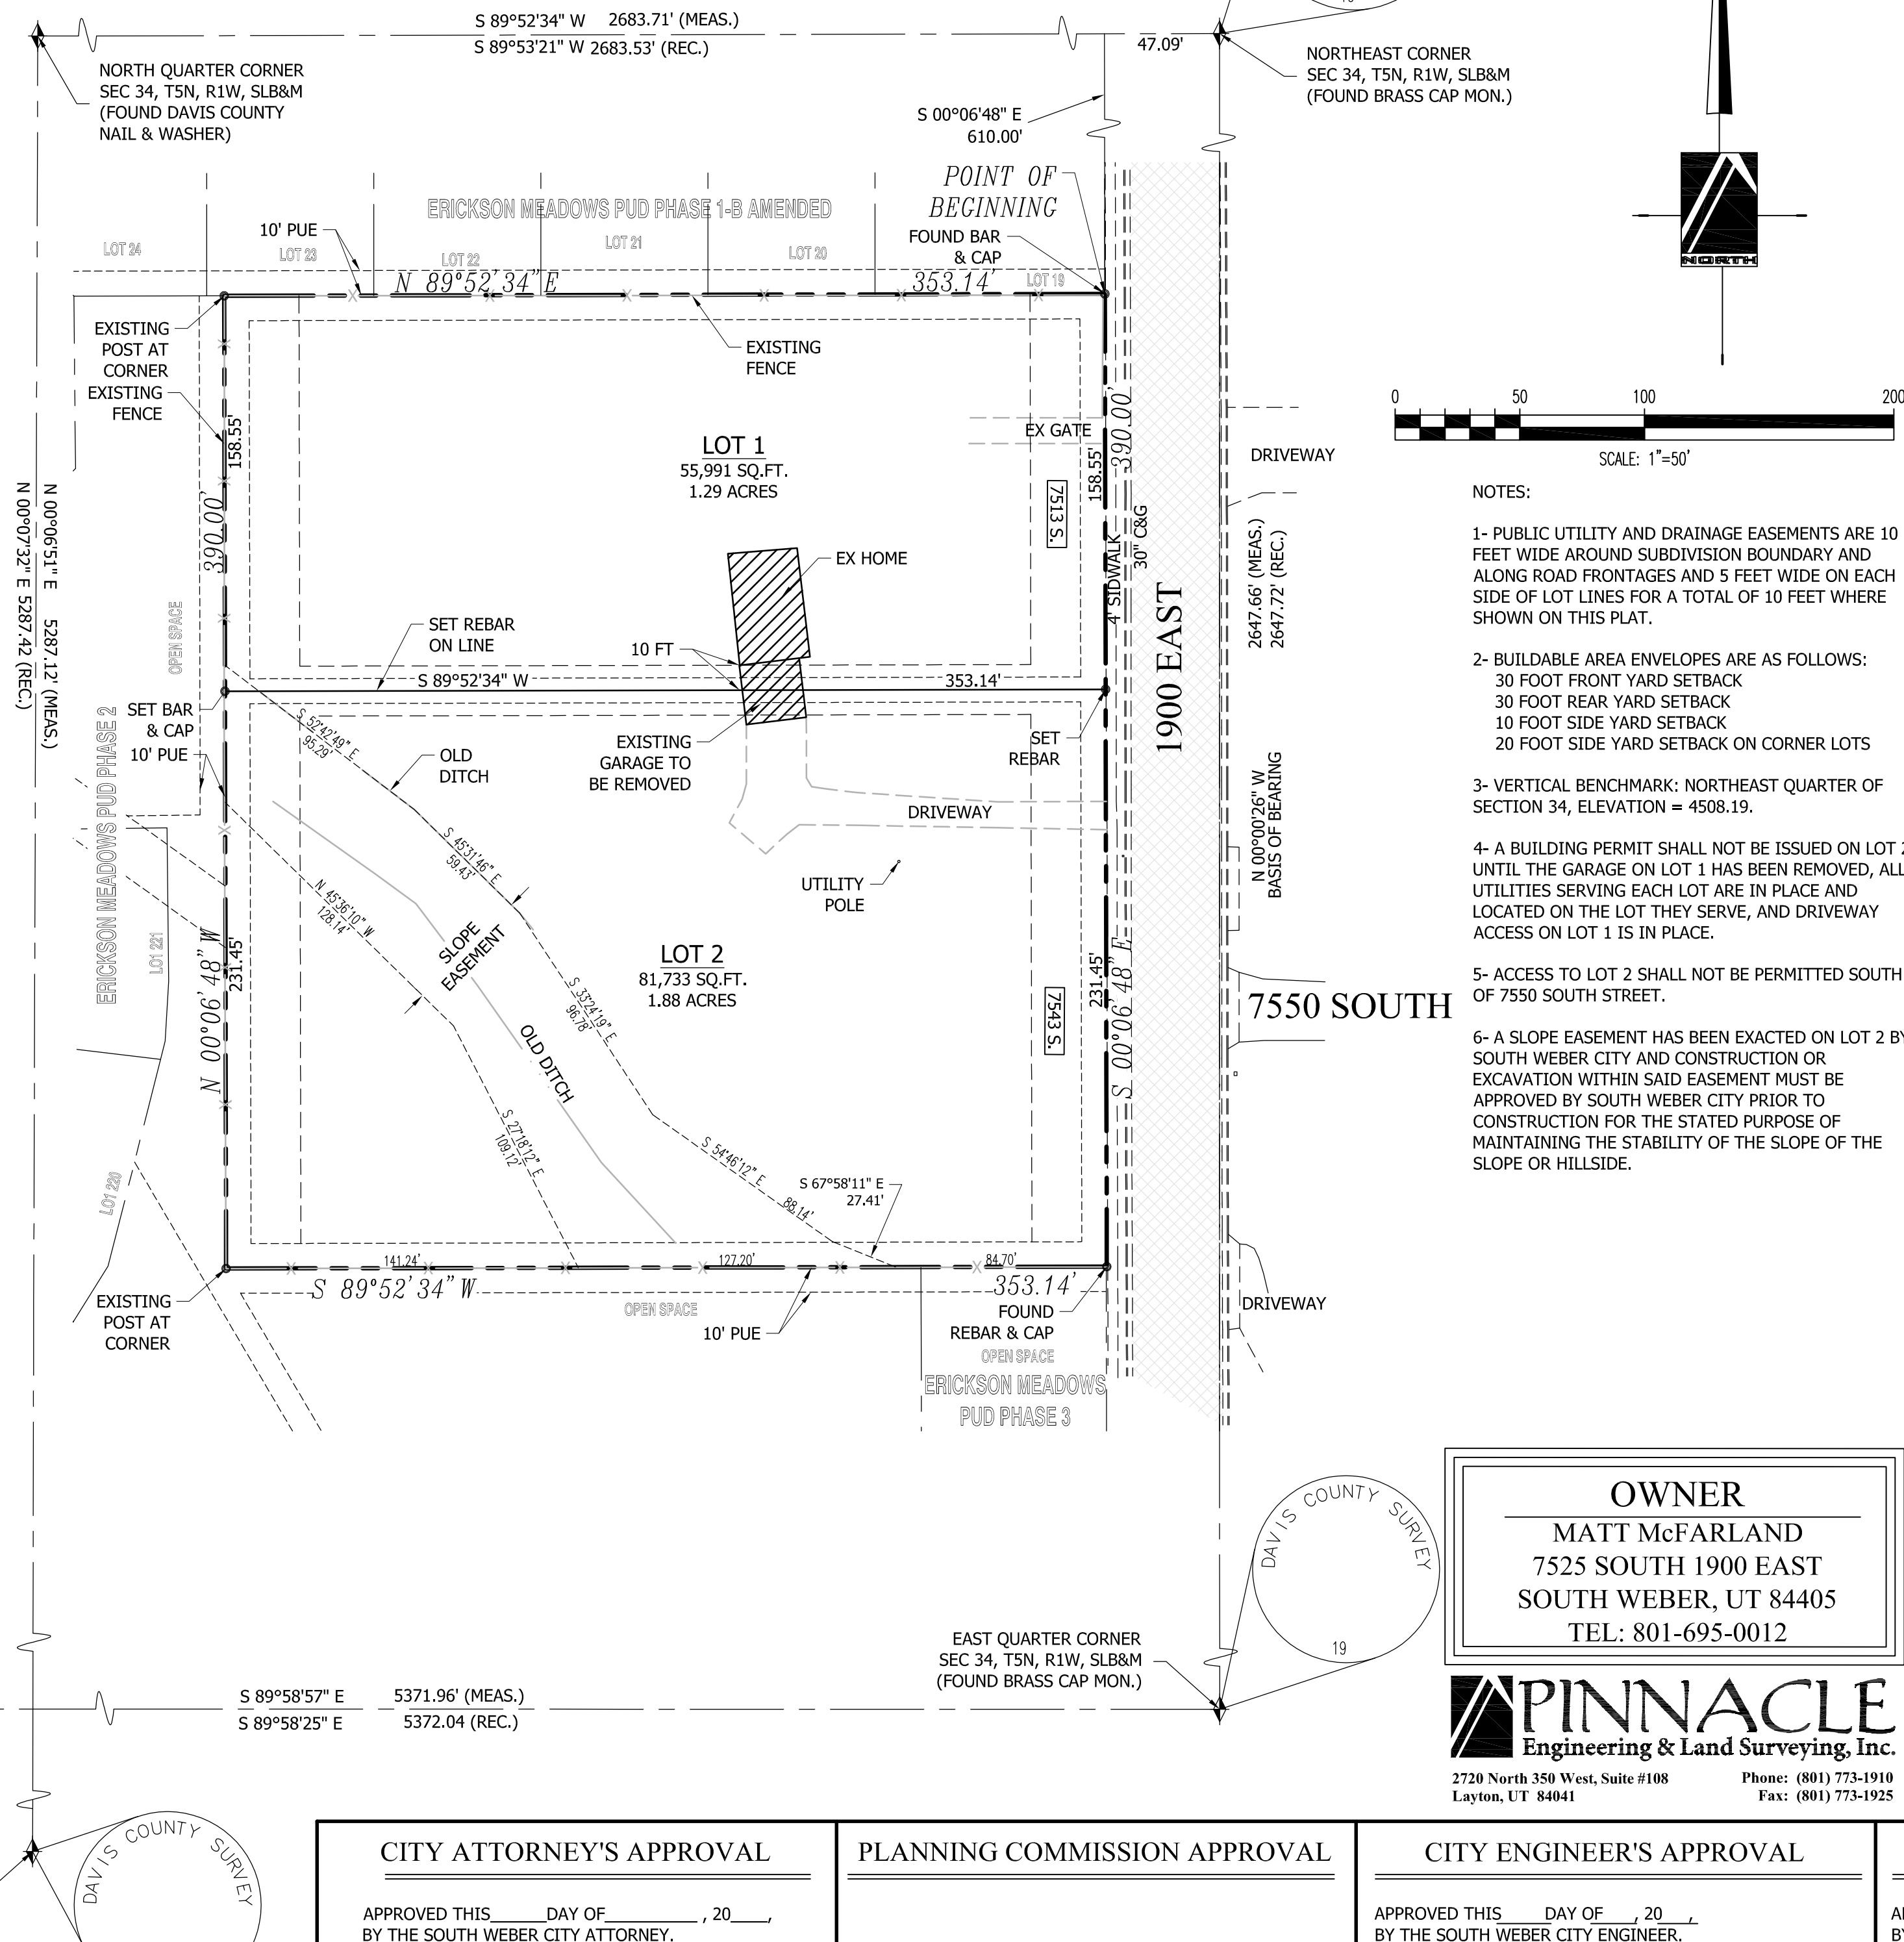 S 89°52'34" W 2683.71' (MEAS.)
S 89°53'21" W 2683.53' (REC.)
47.09'
NORTH QUARTER CORNER
SEC 34, T5N, R1W, SLB&M
(FOUND DAVIS COUNTY
NAIL & WASHER)
NORTHEAST CORNER
SEC 34, T5N, R1W, SLB&M
(FOUND BRASS CAP MON.)
S 00°06'48" E
610.00'
POINT OF
BEGINNING
FOUND BAR
& CAP
ERICKSON MEADOWS PUD PHASE 1-B AMENDED
10' PUE
LOT 24
LOT 23
LOT 22
LOT 21
LOT 20
LOT 19
N 89°52'34" E
353.14'
NORTH
EXISTING
POST AT
CORNER
EXISTING
FENCE
EXISTING
FENCE
158.55'
390.00'
LOT 1
55,991 SQ.FT.
1.29 ACRES
EX GATE
7513 S.
158.55'
390.00'
4' SIDWALK
30" C&G
DRIVEWAY
0 50 100 200
SCALE: 1"=50'
N 00°06'51" E 5287.12' (MEAS.)
N 00°07'32" E 5287.42 (REC.)
2647.66' (MEAS.)
2647.72' (REC.)
EX HOME
OPEN SPACE
SET REBAR
ON LINE
10 FT
S 89°52'34" W
353.14'
1900 EAST
SET BAR
& CAP
10' PUE
ERICKSON MEADOWS PUD PHASE 2
S 52°42'49" E
95.29'
OLD
DITCH
EXISTING
GARAGE TO
BE REMOVED
SET
REBAR
DRIVEWAY
N 00°00'26" W
BASIS OF BEARING
S 45°31'46" E
59.43'
UTILITY
POLE
N 45°36'10" W
128.14'
SLOPE
EASEMENT
LOT 2
81,733 SQ.FT.
1.88 ACRES
LOT 221
N 00°06'48" W
231.45'
S 33°24'19" E
96.78'
7543 S.
231.45'
S 00°06'48" E
7550 SOUTH
OLD DITCH
S 27°18'12" E
109.12'
S 54°46'12" E
88.14'
S 67°58'11" E
27.41'
LOT 220
141.24'
127.20'
84.70'
S 89°52'34" W
353.14'
EXISTING
POST AT
CORNER
OPEN SPACE
10' PUE
FOUND
REBAR & CAP
DRIVEWAY
OPEN SPACE
ERICKSON MEADOWS
PUD PHASE 3
NOTES:
1- PUBLIC UTILITY AND DRAINAGE EASEMENTS ARE 10
FEET WIDE AROUND SUBDIVISION BOUNDARY AND
ALONG ROAD FRONTAGES AND 5 FEET WIDE ON EACH
SIDE OF LOT LINES FOR A TOTAL OF 10 FEET WHERE
SHOWN ON THIS PLAT.
2- BUILDABLE AREA ENVELOPES ARE AS FOLLOWS:
30 FOOT FRONT YARD SETBACK
30 FOOT REAR YARD SETBACK
10 FOOT SIDE YARD SETBACK
20 FOOT SIDE YARD SETBACK ON CORNER LOTS
3- VERTICAL BENCHMARK: NORTHEAST QUARTER OF
SECTION 34, ELEVATION = 4508.19.
4- A BUILDING PERMIT SHALL NOT BE ISSUED ON LOT 2
UNTIL THE GARAGE ON LOT 1 HAS BEEN REMOVED, ALL
UTILITIES SERVING EACH LOT ARE IN PLACE AND
LOCATED ON THE LOT THEY SERVE, AND DRIVEWAY
ACCESS ON LOT 1 IS IN PLACE.
5- ACCESS TO LOT 2 SHALL NOT BE PERMITTED SOUTH
OF 7550 SOUTH STREET.
6- A SLOPE EASEMENT HAS BEEN EXACTED ON LOT 2 BY
SOUTH WEBER CITY AND CONSTRUCTION OR
EXCAVATION WITHIN SAID EASEMENT MUST BE
APPROVED BY SOUTH WEBER CITY PRIOR TO
CONSTRUCTION FOR THE STATED PURPOSE OF
MAINTAINING THE STABILITY OF THE SLOPE OF THE
SLOPE OR HILLSIDE.
OWNER
MATT McFARLAND
7525 SOUTH 1900 EAST
SOUTH WEBER, UT 84405
TEL: 801-695-0012
DAVIS COUNTY SURVEY
19
EAST QUARTER CORNER
SEC 34, T5N, R1W, SLB&M
(FOUND BRASS CAP MON.)
S 89°58'57" E 5371.96' (MEAS.)
S 89°58'25" E 5372.04 (REC.)
PINNACLE
Engineering & Land Surveying, Inc.
2720 North 350 West, Suite #108 Phone: (801) 773-1910
Layton, UT 84041 Fax: (801) 773-1925
DAVIS COUNTY SURVEY
CITY ATTORNEY'S APPROVAL
APPROVED THIS______DAY OF__________ , 20____,
BY THE SOUTH WEBER CITY ATTORNEY.
PLANNING COMMISSION APPROVAL
CITY ENGINEER'S APPROVAL
APPROVED THIS_____DAY OF____, 20____,
BY THE SOUTH WEBER CITY ENGINEER.